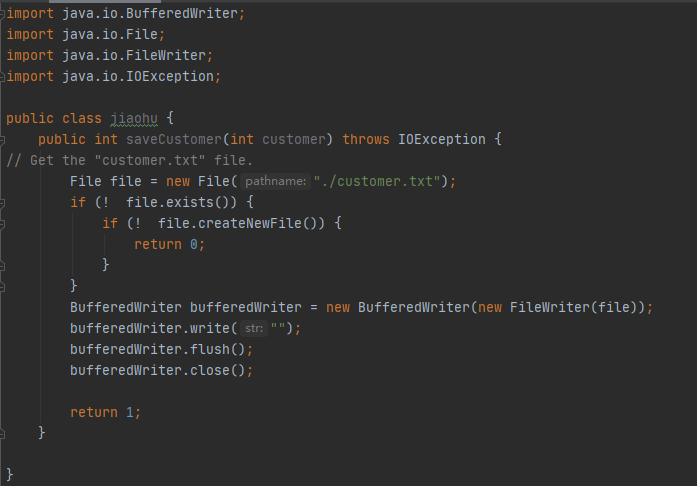 import java.io.BufferedWriter;
import java.io.File;
import java.io.FileWriter;
import java.io.IOException;

public class jiaohu {
    public int saveCustomer(int customer) throws IOException {
// Get the "customer.txt" file.
        File file = new File( pathname: "./customer.txt");
        if (!  file.exists()) {
            if (!  file.createNewFile()) {
                return 0;
            }
        }
        BufferedWriter bufferedWriter = new BufferedWriter(new FileWriter(file));
        bufferedWriter.write( str: "");
        bufferedWriter.flush();
        bufferedWriter.close();

        return 1;
    }

}